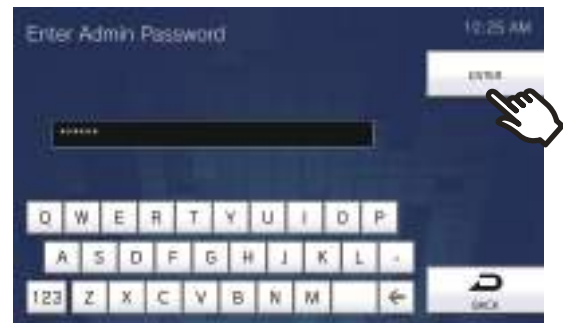 Enter Admin Password
10:25 AM
ENTER
******
Q W E R T Y U I O P
A S D F G H J K L -
123 Z X C V B N M ←
BACK